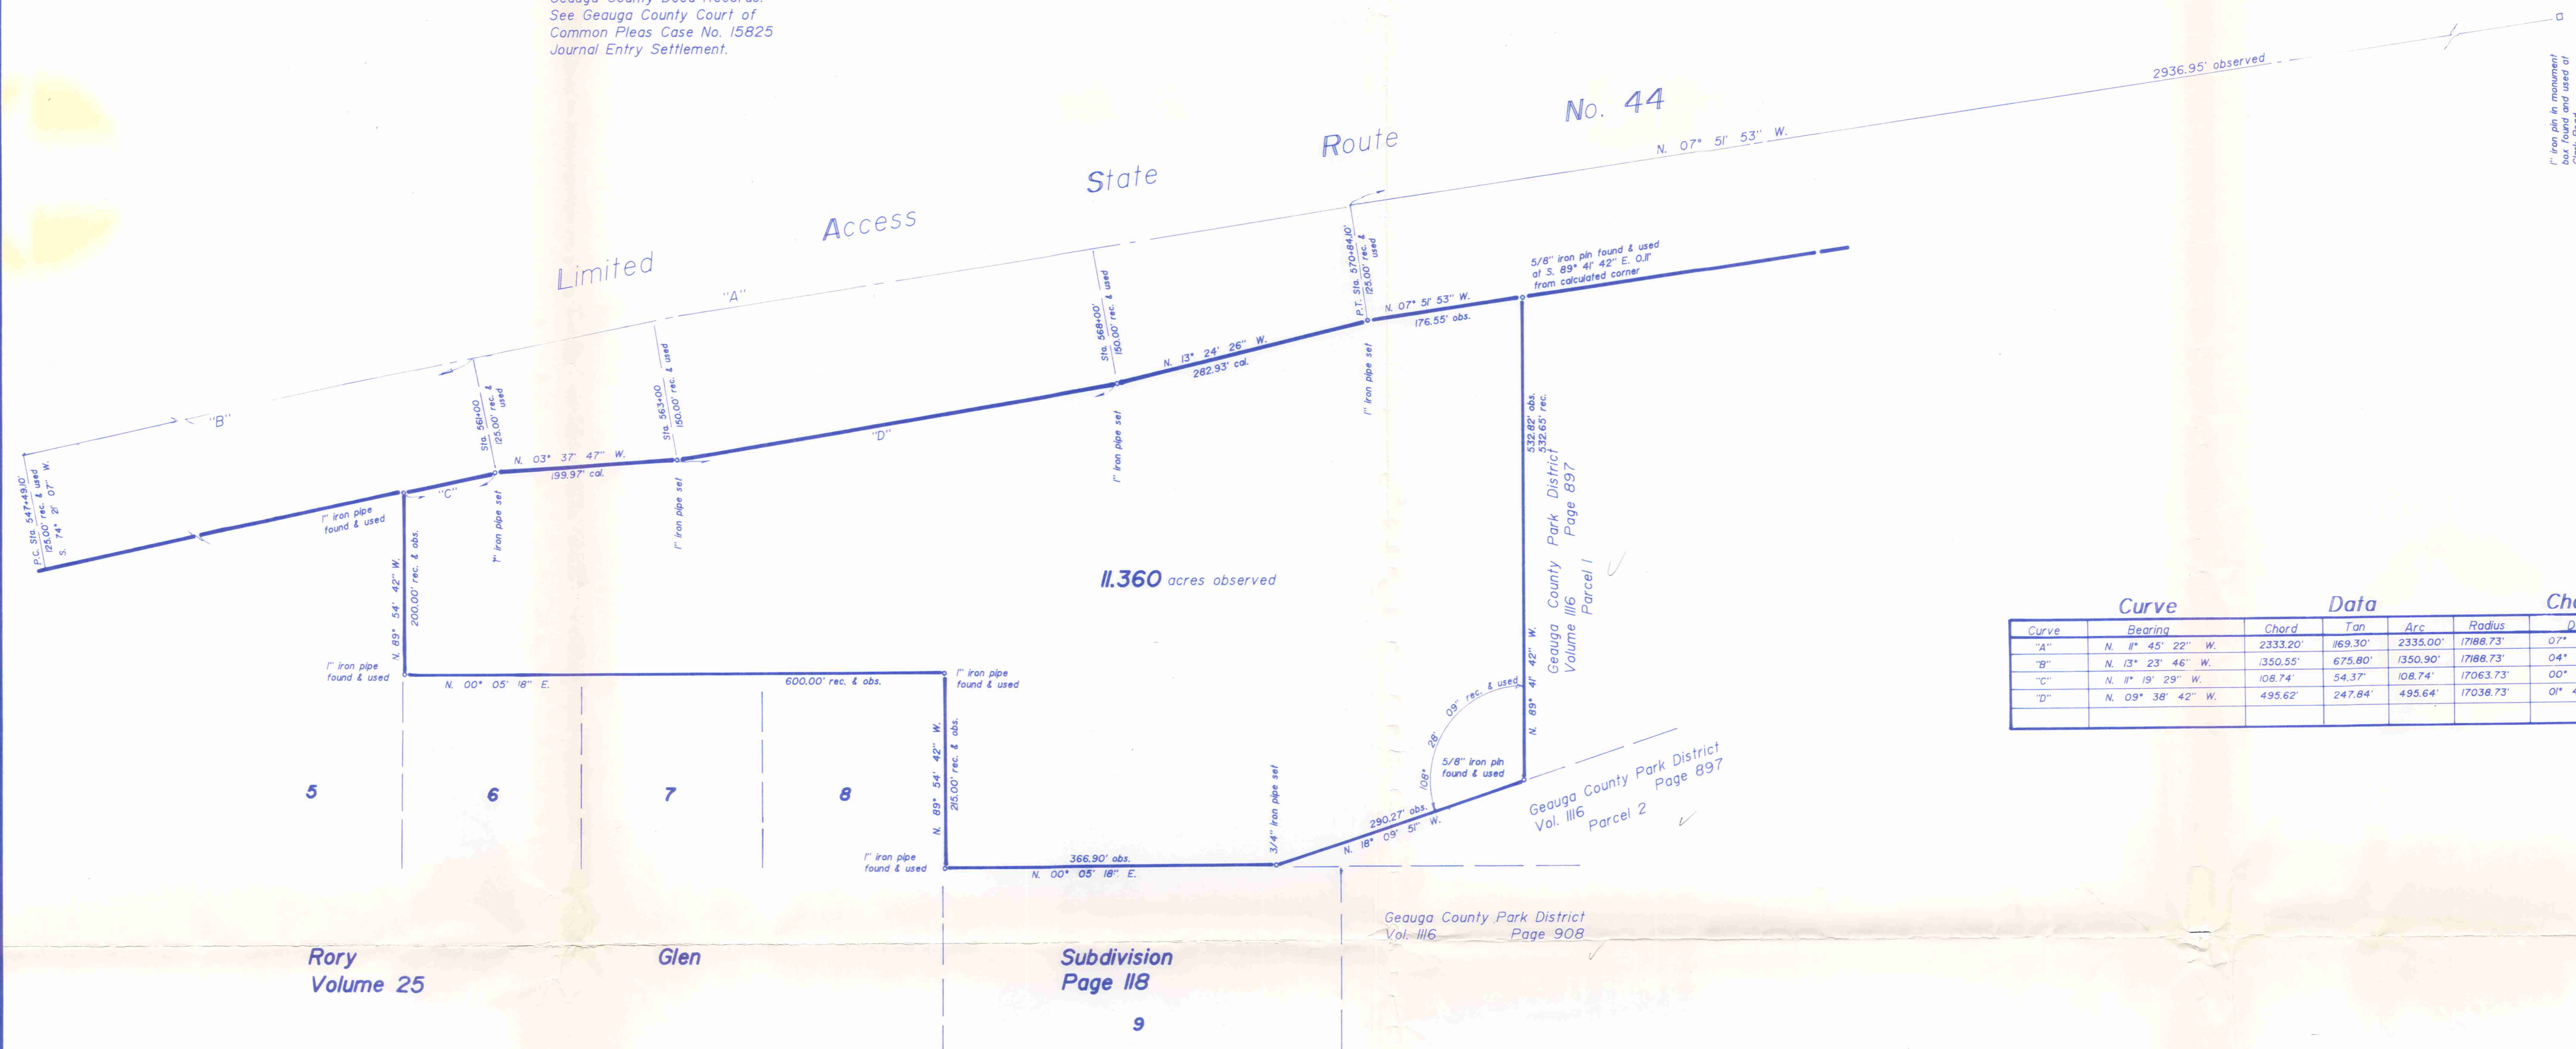 See Geauga County Court of
Common Pleas Case No. 15825
Journal Entry Settlement.
2936.95' observed
1" iron pin in monument
box found and used at
Limited Access State Route No. 44
N. 07° 51' 53" W.
"A"
"B"
P.C. Sta. 547+49.10'
125.00' rec. & used
S. 74° 21' 07" W.
Sta. 561+00
125.00' rec. &
used
Sta. 563+00
150.00' rec. & used
Sta. 568+00'
150.00' rec. & used
P.T. Sta. 570+84.10'
125.00' rec. &
used
5/8" iron pin found & used
at S. 89° 41' 42" E. 0.11'
from calculated corner
N. 07° 51' 53" W.
176.55' obs.
N. 13° 24' 26" W.
282.93' cal.
"D"
N. 03° 37' 47" W.
199.97' cal.
"C"
1" iron pipe
found & used
1" iron pipe set
1" iron pipe set
1" iron pipe set
1" iron pipe set
N. 89° 54' 42" W.
200.00' rec. & obs.
532.82' obs.
532.65' rec.
Geauga County Park District
Volume 1116 Page 897
Parcel 1
N. 89° 41' 42" W.
11.360 acres observed
1" iron pipe
found & used
N. 00° 05' 18" E.
600.00' rec. & obs.
1" iron pipe
found & used
N. 89° 54' 42" W.
215.00' rec. & obs.
108° 28' 09" rec. & used
5/8" iron pin
found & used
3/4" iron pipe set
290.27' obs.
N. 18° 09' 51" W.
Geauga County Park District
Vol. 1116 Page 897
Parcel 2
5
6
7
8
1" iron pipe
found & used
366.90' obs.
N. 00° 05' 18" E.
Geauga County Park District
Vol. 1116 Page 908
Rory Glen Subdivision
Volume 25 Page 118
9
Curve Data
Curve Bearing Chord Tan Arc Radius
"A" N. 11° 45' 22" W. 2333.20' 1169.30' 2335.00' 17188.73' 07°
"B" N. 13° 23' 46" W. 1350.55' 675.80' 1350.90' 17188.73' 04°
"C" N. 11° 19' 29" W. 108.74' 54.37' 108.74' 17063.73' 00°
"D" N. 09° 38' 42" W. 495.62' 247.84' 495.64' 17038.73' 01°